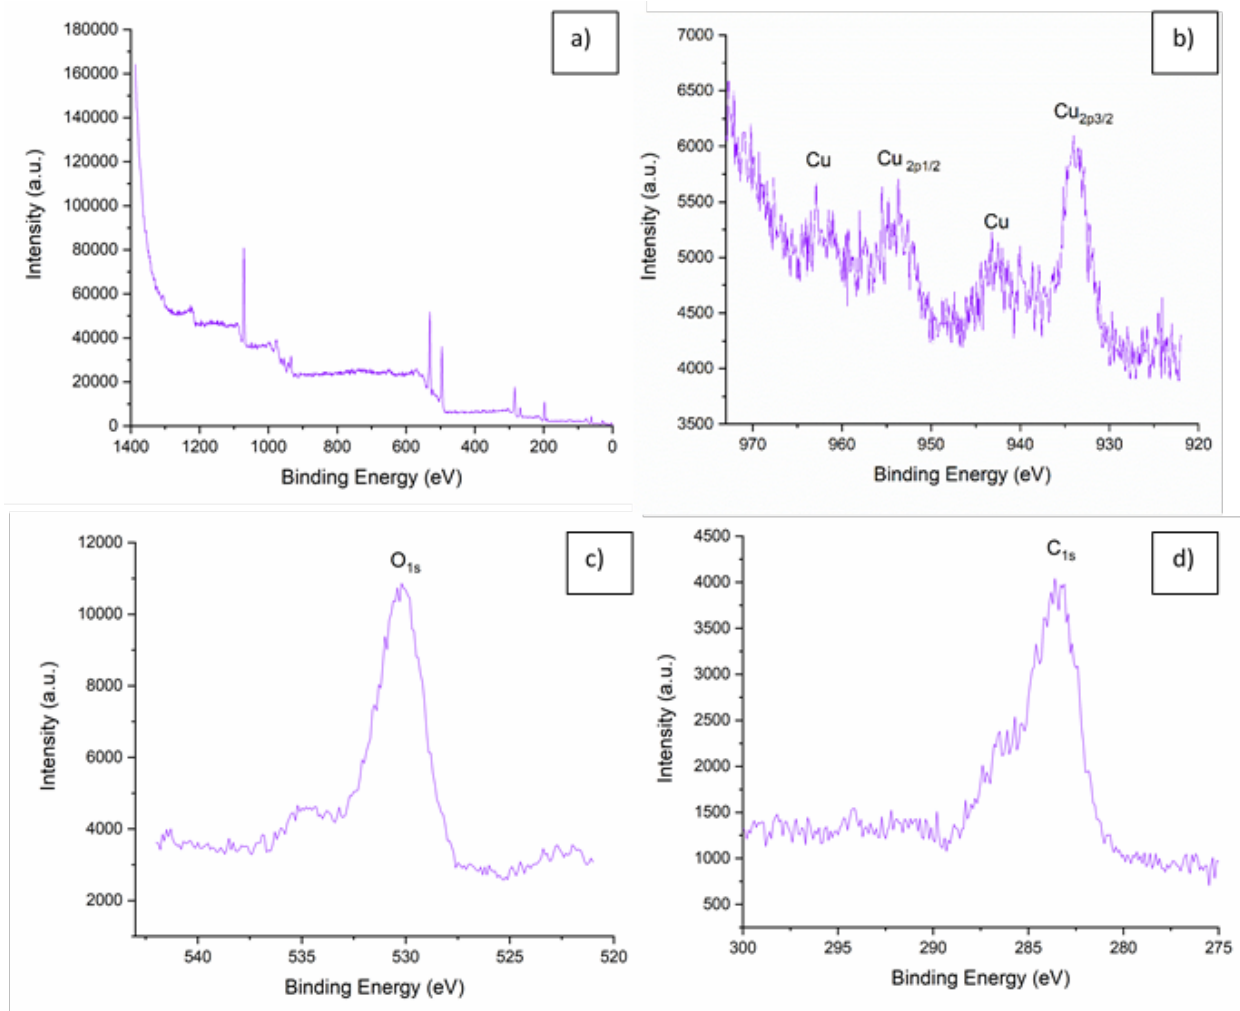 a)
180000
160000
140000
120000
100000
80000
60000
40000
20000
0
Intensity (a.u.)
1400 1200 1000 800 600 400 200 0
Binding Energy (eV)
b)
7000
6500
6000
5500
5000
4500
4000
3500
Intensity (a.u.)
Cu
Cu 2p1/2
Cu
Cu2p3/2
970 960 950 940 930 920
Binding Energy (eV)
c)
12000
10000
8000
6000
4000
2000
Intensity (a.u.)
O1s
540 535 530 525 520
Binding Energy (eV)
d)
4500
4000
3500
3000
2500
2000
1500
1000
500
Intensity (a.u.)
C1s
300 295 290 285 280 275
Binding Energy (eV)